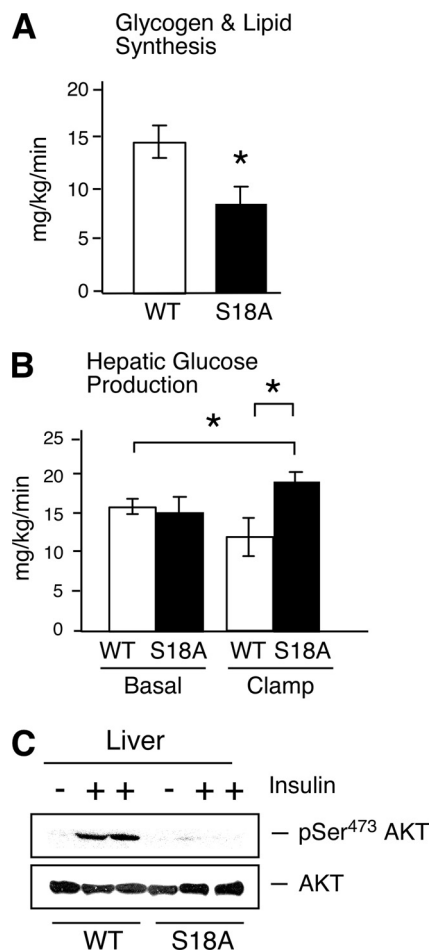 A
Glycogen & Lipid
Synthesis
mg/kg/min
20
15
10
5
0
*
WT S18A
B
Hepatic Glucose
Production
mg/kg/min
25
20
15
10
5
0
*
*
WT S18A WT S18A
Basal Clamp
C
Liver
- + + - + + Insulin
– pSer⁴⁷³ AKT
– AKT
WT S18A